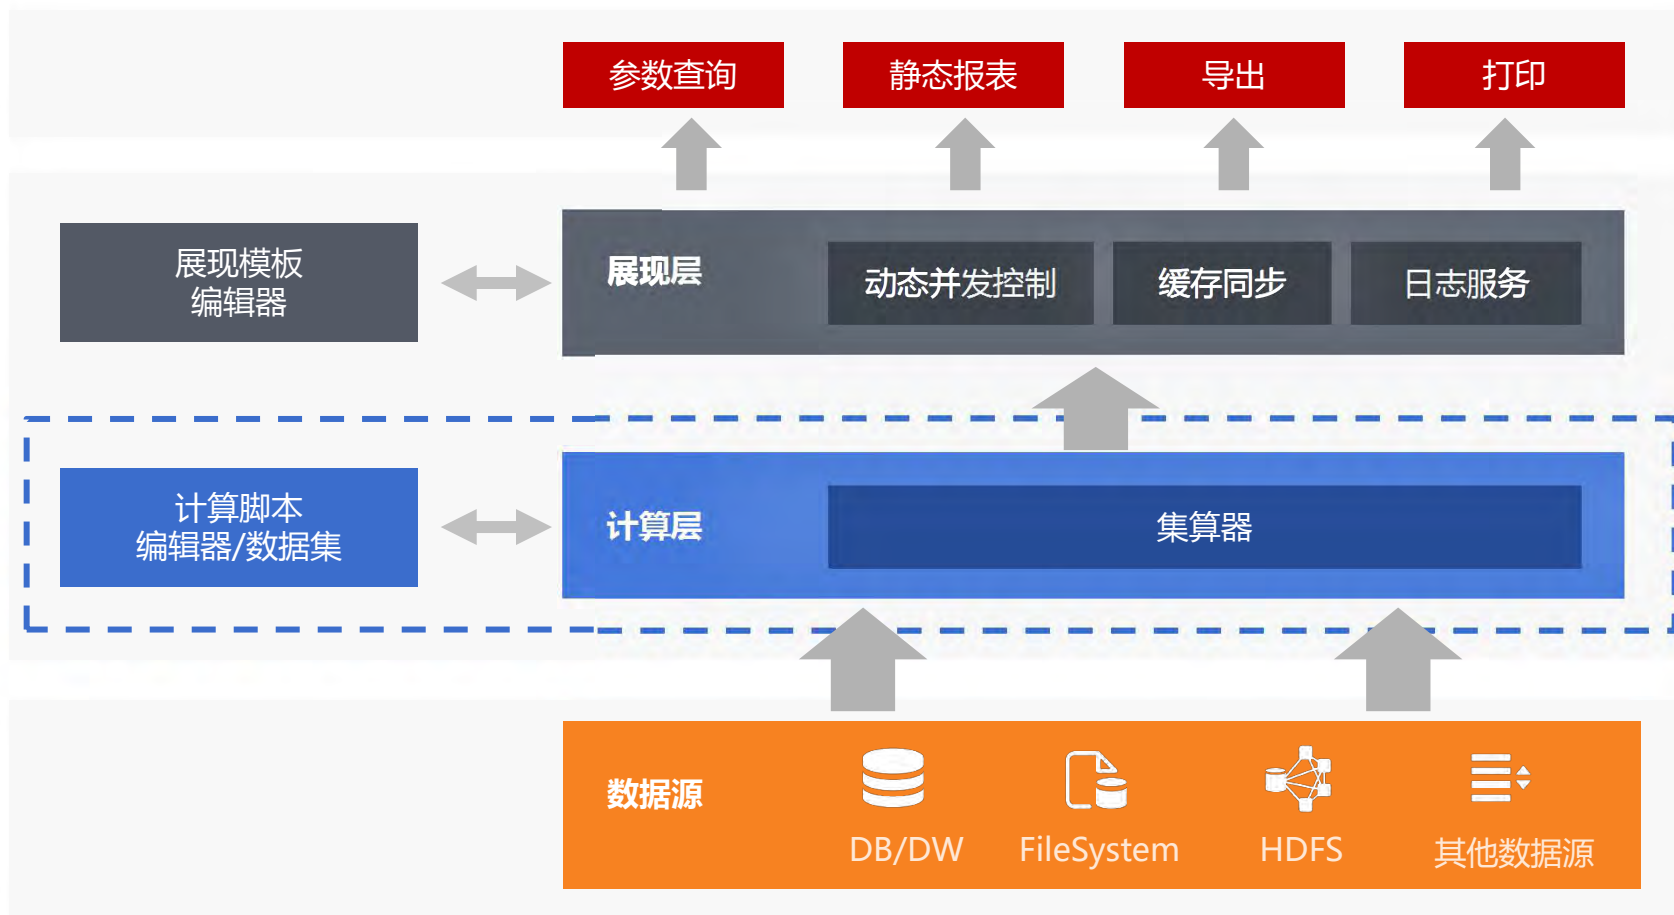 参数查询
静态报表
导出
打印
展现模板
编辑器
展现层
动态并发控制
缓存同步
日志服务
计算脚本
编辑器/数据集
计算层
集算器
数据源
DB/DW
FileSystem
HDFS
其他数据源